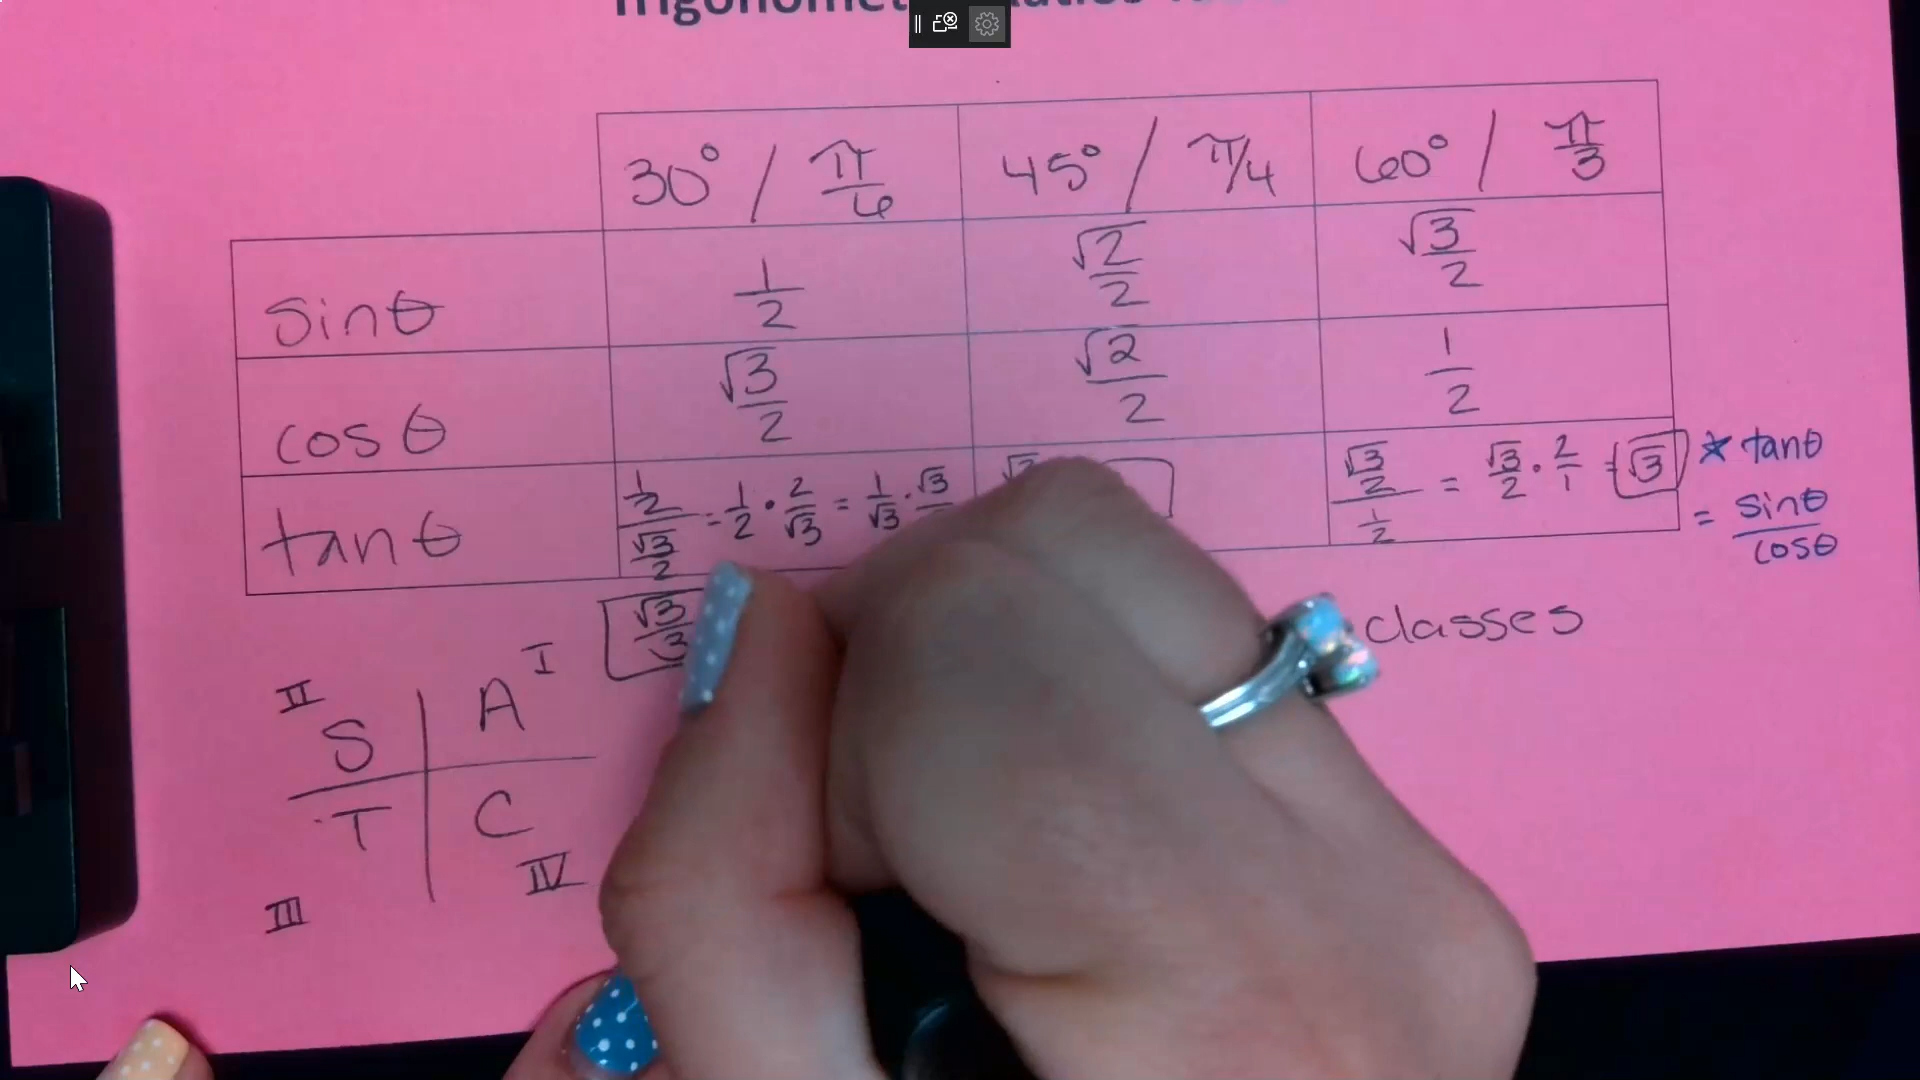 30° / π/6 45° / π/4 60° / π/3
sinθ 1/2 √2/2 √3/2
cosθ √3/2 √2/2 1/2
tanθ 1/2 / √3/2 = 1/2 · 2/√3 = 1/√3 · √3 √3/2 / 1/2 = √3/2 · 2/1 = √3 * tanθ
= sinθ/cosθ
√3/3
classes
II S A I
T C
III IV